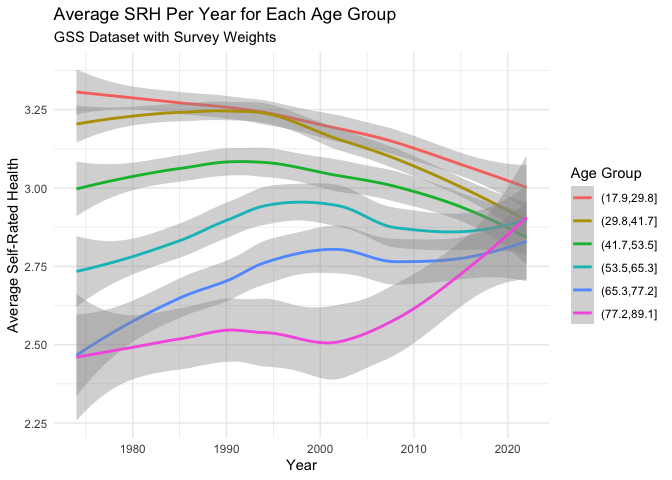 Average SRH Per Year for Each Age Group
GSS Dataset with Survey Weights
Average Self-Rated Health
3.25
3.00
2.75
2.50
2.25
1980 1990 2000 2010 2020
Year
Age Group
(17.9,29.8]
(29.8,41.7]
(41.7,53.5]
(53.5,65.3]
(65.3,77.2]
(77.2,89.1]